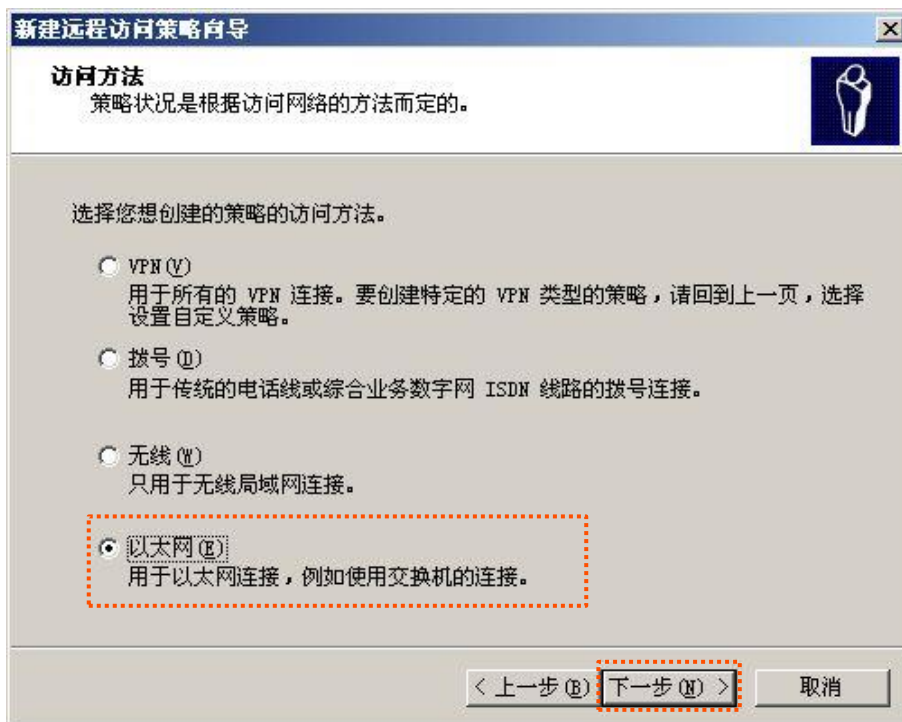 新建远程访问策略向导
访问方法
策略状况是根据访问网络的方法而定的。
选择您想创建的策略的访问方法。
VPN(V)
用于所有的 VPN 连接。要创建特定的 VPN 类型的策略，请回到上一页，选择
设置自定义策略。
拨号(D)
用于传统的电话线或综合业务数字网 ISDN 线路的拨号连接。
无线(W)
只用于无线局域网连接。
以太网(E)
用于以太网连接，例如使用交换机的连接。
< 上一步(B) 下一步(N) > 取消